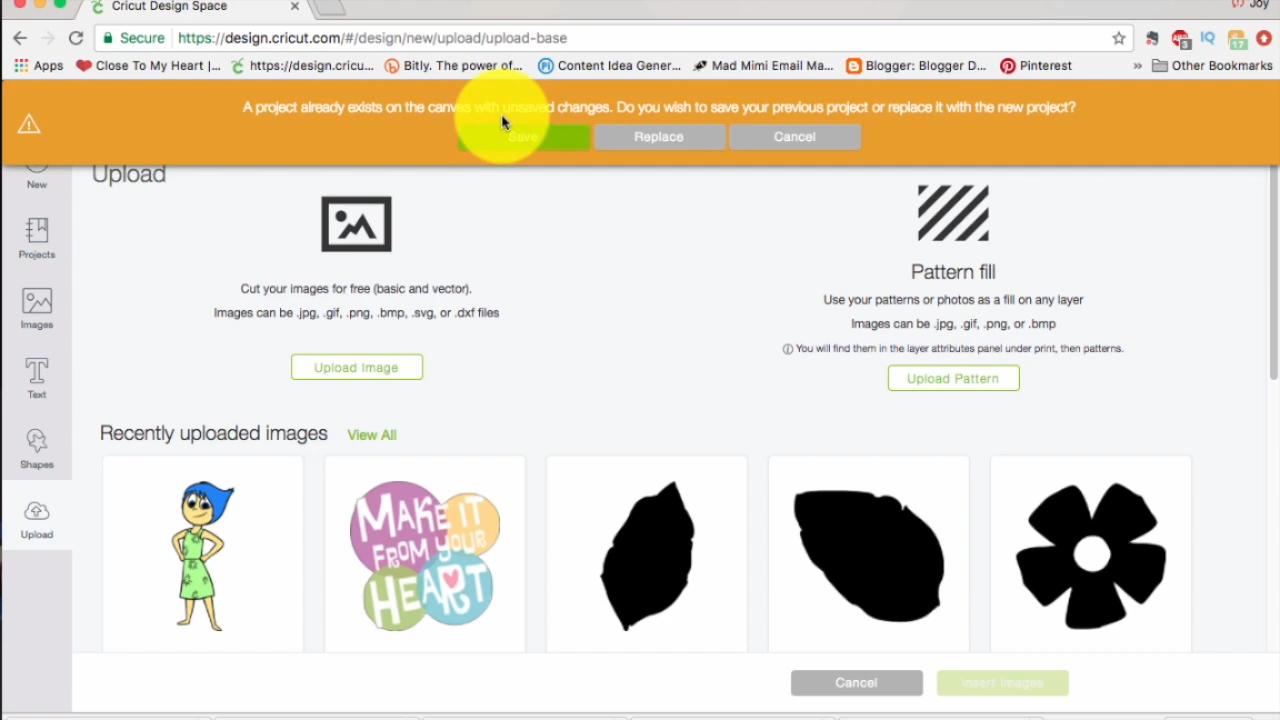 Cricut Design Space
Joy
Secure https://design.cricut.com/#/design/new/upload/upload-base
Apps Close To My Heart |... https://design.cricu... Bitly. The power of... Content Idea Gener... Mad Mimi Email Ma... Blogger: Blogger D... Pinterest » Other Bookmarks
A project already exists on the canvas with unsaved changes. Do you wish to save your previous project or replace it with the new project?
Save Replace Cancel
New
Projects
Images
Text
Shapes
Upload
Upload
Cut your images for free (basic and vector).
Images can be .jpg, .gif, .png, .bmp, .svg, or .dxf files
Upload Image
Pattern fill
Use your patterns or photos as a fill on any layer
Images can be .jpg, .gif, .png, or .bmp
You will find them in the layer attributes panel under print, then patterns.
Upload Pattern
Recently uploaded images View All
MAKE IT
FROM YOUR
HEART
Cancel Insert Images